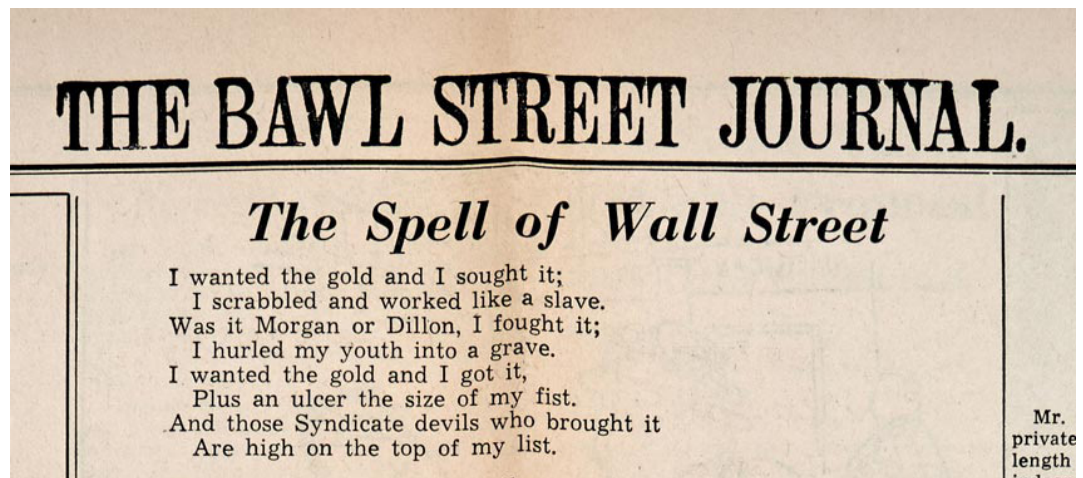 THE BAWL STREET JOURNAL.
The Spell of Wall Street
I wanted the gold and I sought it;
I scrabbled and worked like a slave.
Was it Morgan or Dillon, I fought it;
I hurled my youth into a grave.
I wanted the gold and I got it,
Plus an ulcer the size of my fist.
And those Syndicate devils who brought it
Are high on the top of my list.
Mr.
private
length